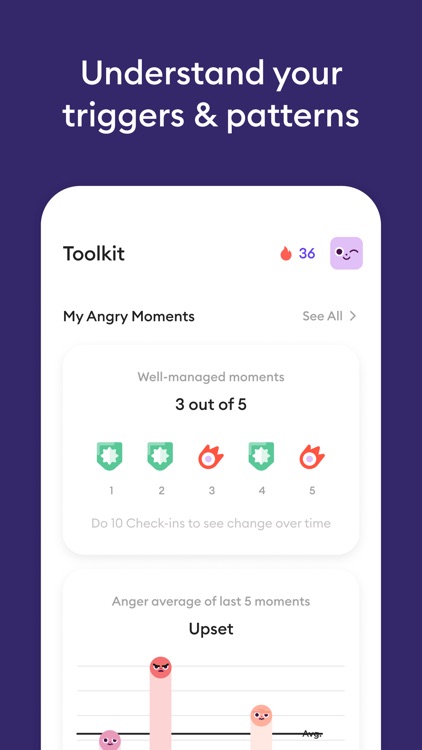 Understand your
triggers & patterns
Toolkit
36
My Angry Moments
See All
Well-managed moments
3 out of 5
1 2 3 4 5
Do 10 Check-ins to see change over time
Anger average of last 5 moments
Upset
Avg.